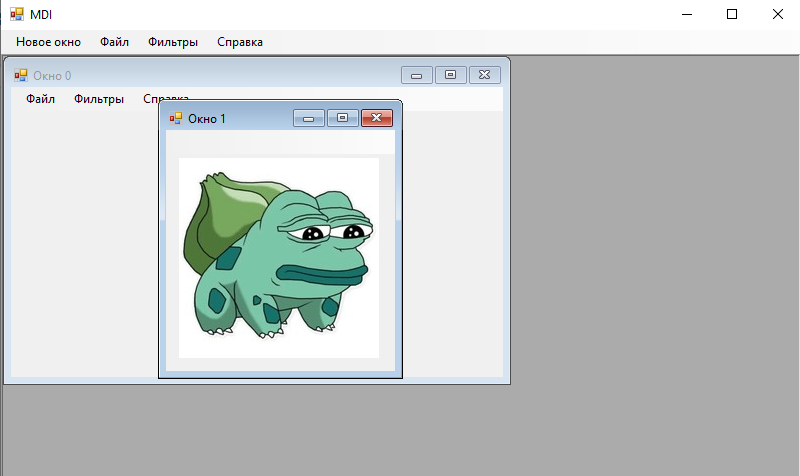 MDI
Новое окно Файл Фильтры Справка
Окно 0
Файл Фильтры Справка
Окно 1